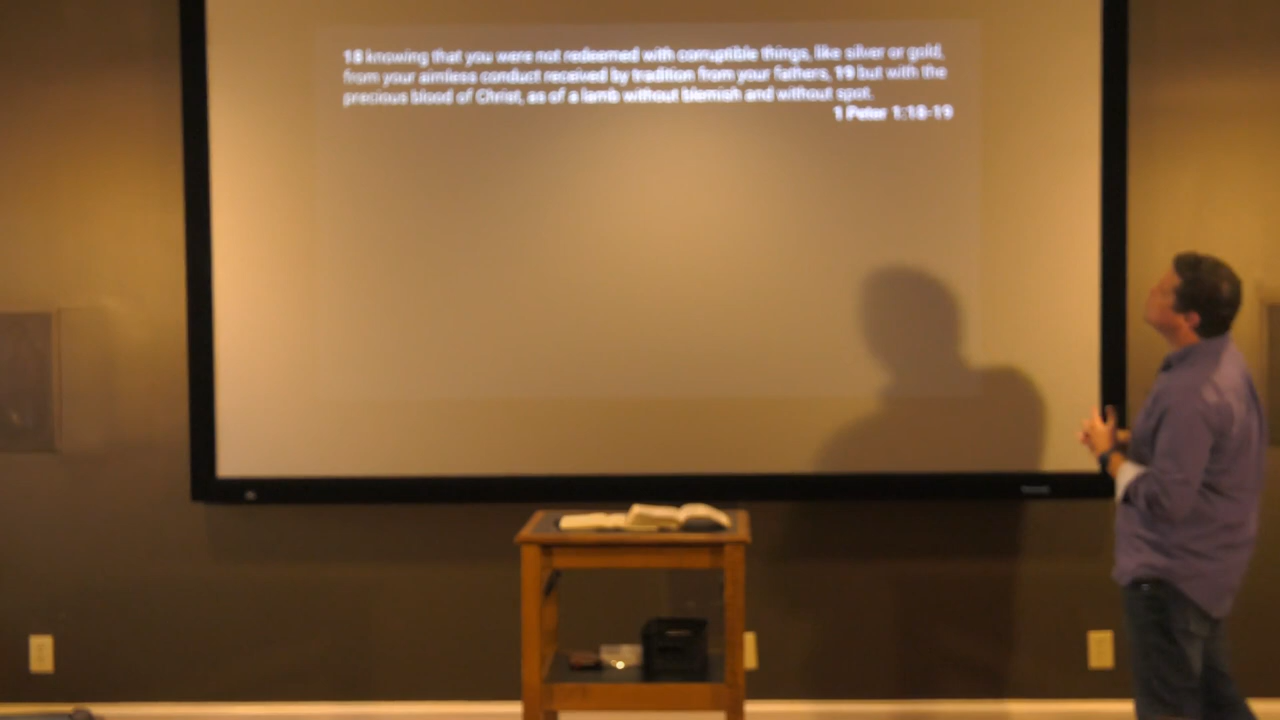 18 knowing that you were not redeemed with corruptible things, like silver or gold,
from your aimless conduct received by tradition from your fathers, 19 but with the
precious blood of Christ, as of a lamb without blemish and without spot.
1 Peter 1:18-19